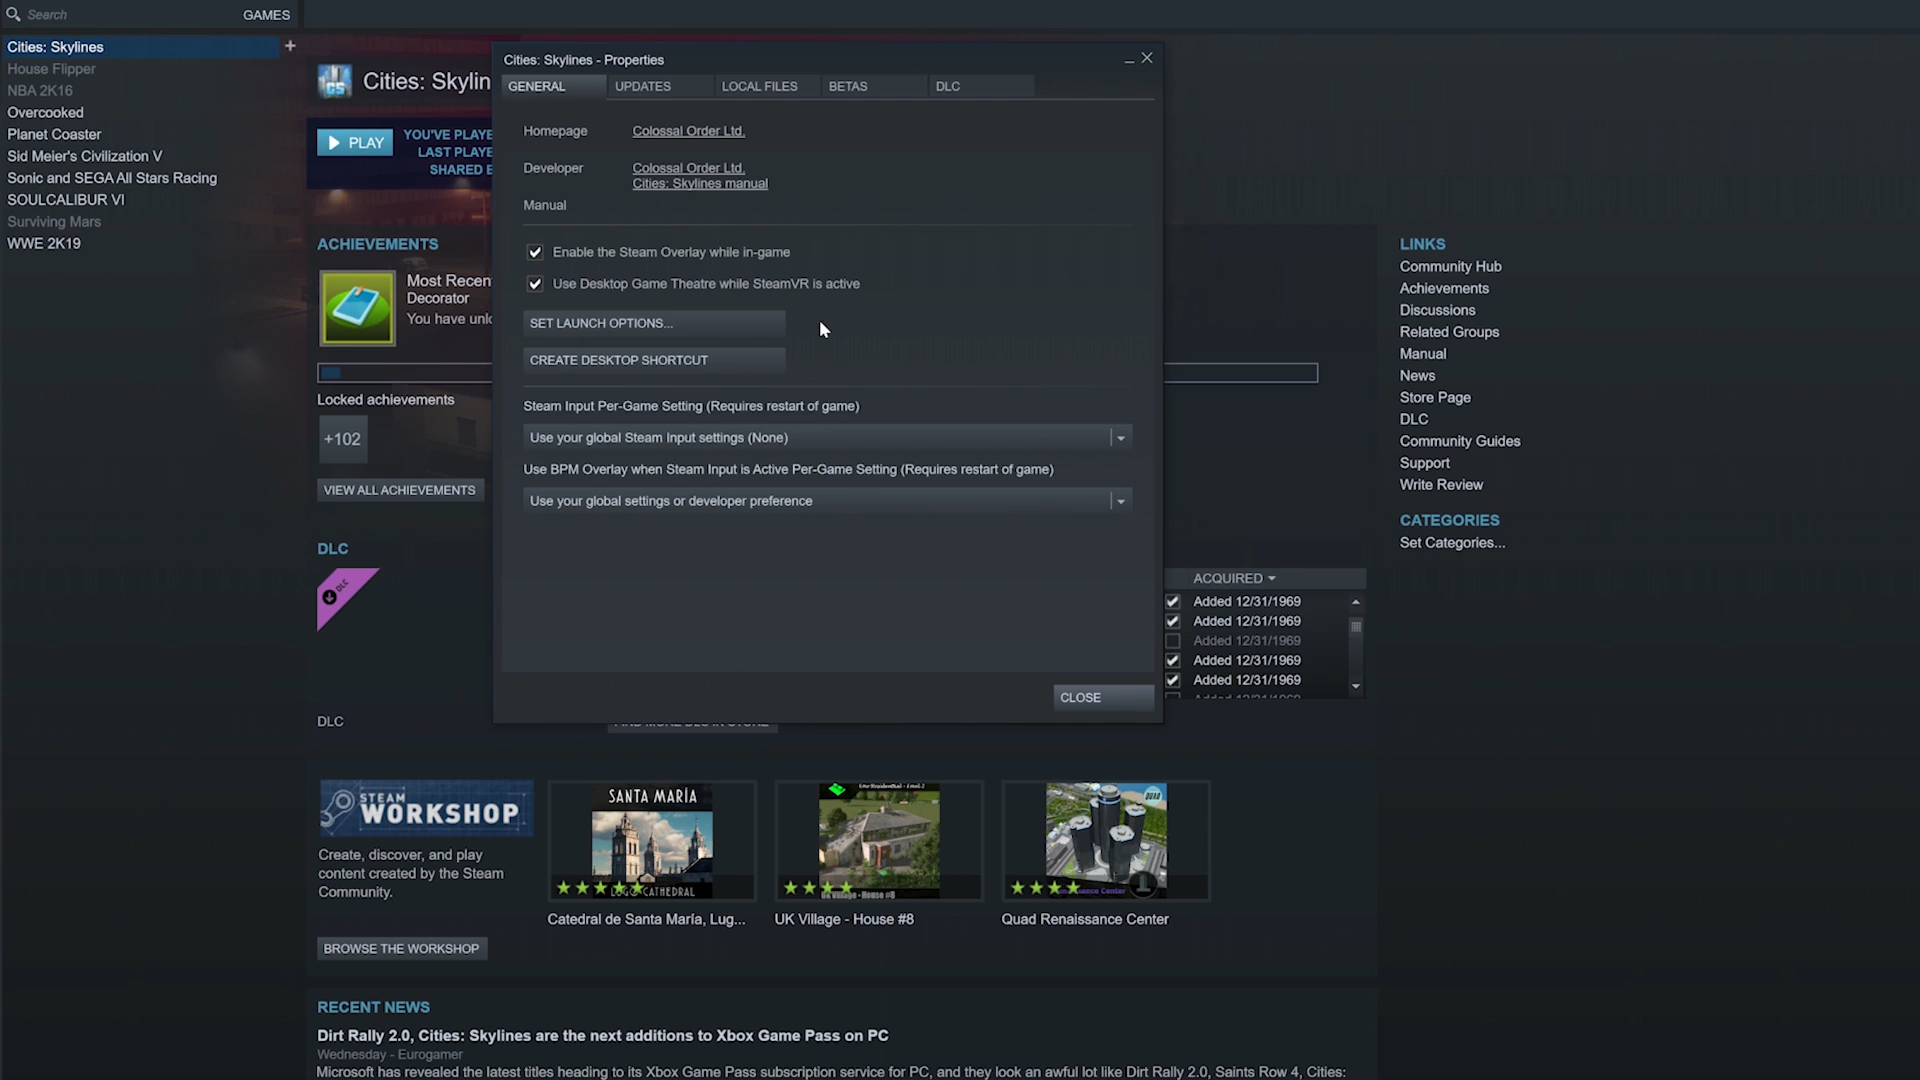 Search
GAMES
Cities: Skylines
House Flipper
NBA 2K16
Overcooked
Planet Coaster
Sid Meier's Civilization V
Sonic and SEGA All Stars Racing
SOULCALIBUR VI
Surviving Mars
WWE 2K19
Cities: Skylin
PLAY
YOU'VE PLAYE
LAST PLAYE
SHARED
ACHIEVEMENTS
Most Recen
Decorator
You have unlo
Locked achievements
+102
VIEW ALL ACHIEVEMENTS
DLC
DLC
DLC
Cities: Skylines - Properties
GENERAL
UPDATES
LOCAL FILES
BETAS
DLC
Homepage
Colossal Order Ltd.
Developer
Colossal Order Ltd.
Cities: Skylines manual
Manual
Enable the Steam Overlay while in-game
Use Desktop Game Theatre while SteamVR is active
SET LAUNCH OPTIONS...
CREATE DESKTOP SHORTCUT
Steam Input Per-Game Setting (Requires restart of game)
Use your global Steam Input settings (None)
Use BPM Overlay when Steam Input is Active Per-Game Setting (Requires restart of game)
Use your global settings or developer preference
CLOSE
ACQUIRED
Added 12/31/1969
Added 12/31/1969
Added 12/31/1969
Added 12/31/1969
Added 12/31/1969
LINKS
Community Hub
Achievements
Discussions
Related Groups
Manual
News
Store Page
DLC
Community Guides
Support
Write Review
CATEGORIES
Set Categories...
STEAM
WORKSHOP
Create, discover, and play
content created by the Steam
Community.
BROWSE THE WORKSHOP
SANTA MARÍA
CATHEDRAL
Catedral de Santa María, Lug...
UK Village - House #8
UK Village - House #8
QUAD
Quad Renaissance Center
RECENT NEWS
Dirt Rally 2.0, Cities: Skylines are the next additions to Xbox Game Pass on PC
Wednesday - Eurogamer
Microsoft has revealed the latest titles heading to its Xbox Game Pass subscription service for PC, and they look an awful lot like Dirt Rally 2.0, Saints Row 4, Cities: